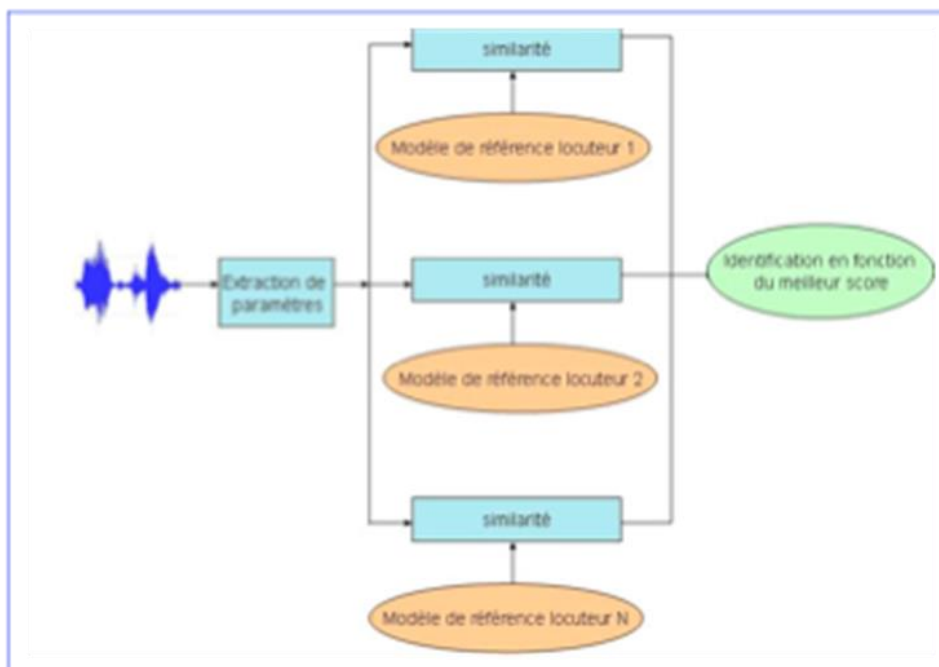 similarité
Modèle de référence locuteur 1
Extraction de
paramètres
similarité
Identification en fonction
du meilleur score
Modèle de référence locuteur 2
similarité
Modèle de référence locuteur N